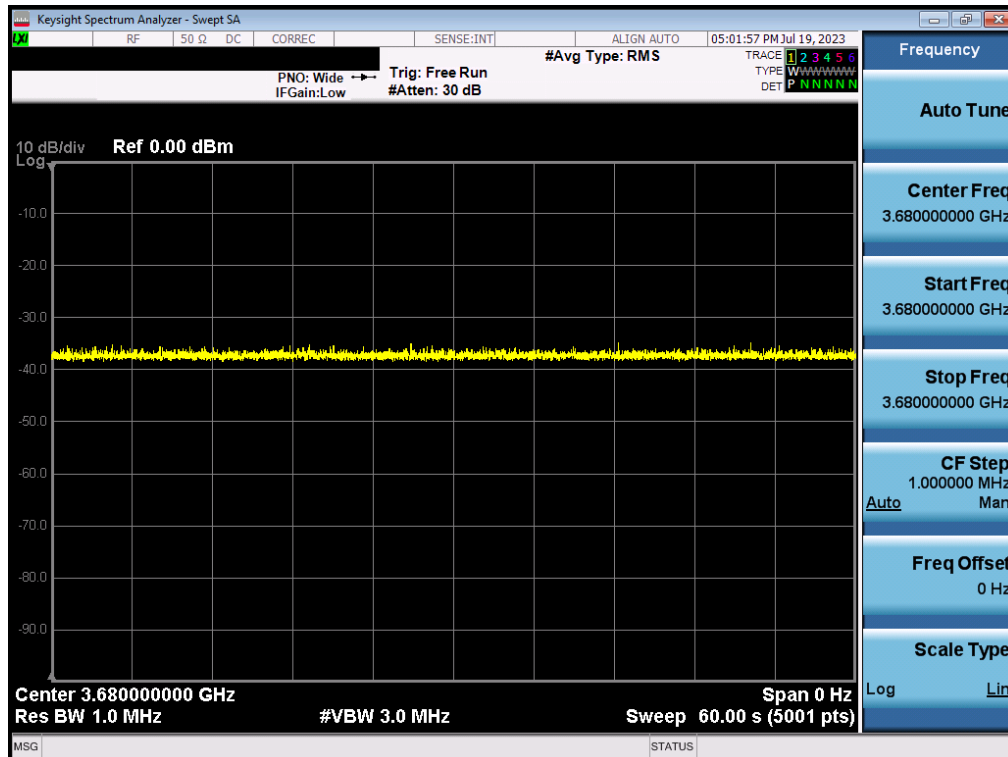 Keysight Spectrum Analyzer - Swept SA
LXI RF 50 Ω DC CORREC SENSE:INT ALIGN AUTO 05:01:57 PM Jul 19, 2023
#Avg Type: RMS
TRACE 1 2 3 4 5 6
TYPE WWWWWW
DET P N N N N N
PNO: Wide
IFGain:Low
Trig: Free Run
#Atten: 30 dB
10 dB/div
Log
Ref 0.00 dBm
-10.0
-20.0
-30.0
-40.0
-50.0
-60.0
-70.0
-80.0
-90.0
Center 3.680000000 GHz
Span 0 Hz
Res BW 1.0 MHz
#VBW 3.0 MHz
Sweep 60.00 s (5001 pts)
MSG
STATUS
Frequency
Auto Tune
Center Freq
3.680000000 GHz
Start Freq
3.680000000 GHz
Stop Freq
3.680000000 GHz
CF Step
1.000000 MHz
Auto Man
Freq Offset
0 Hz
Scale Type
Log Lin